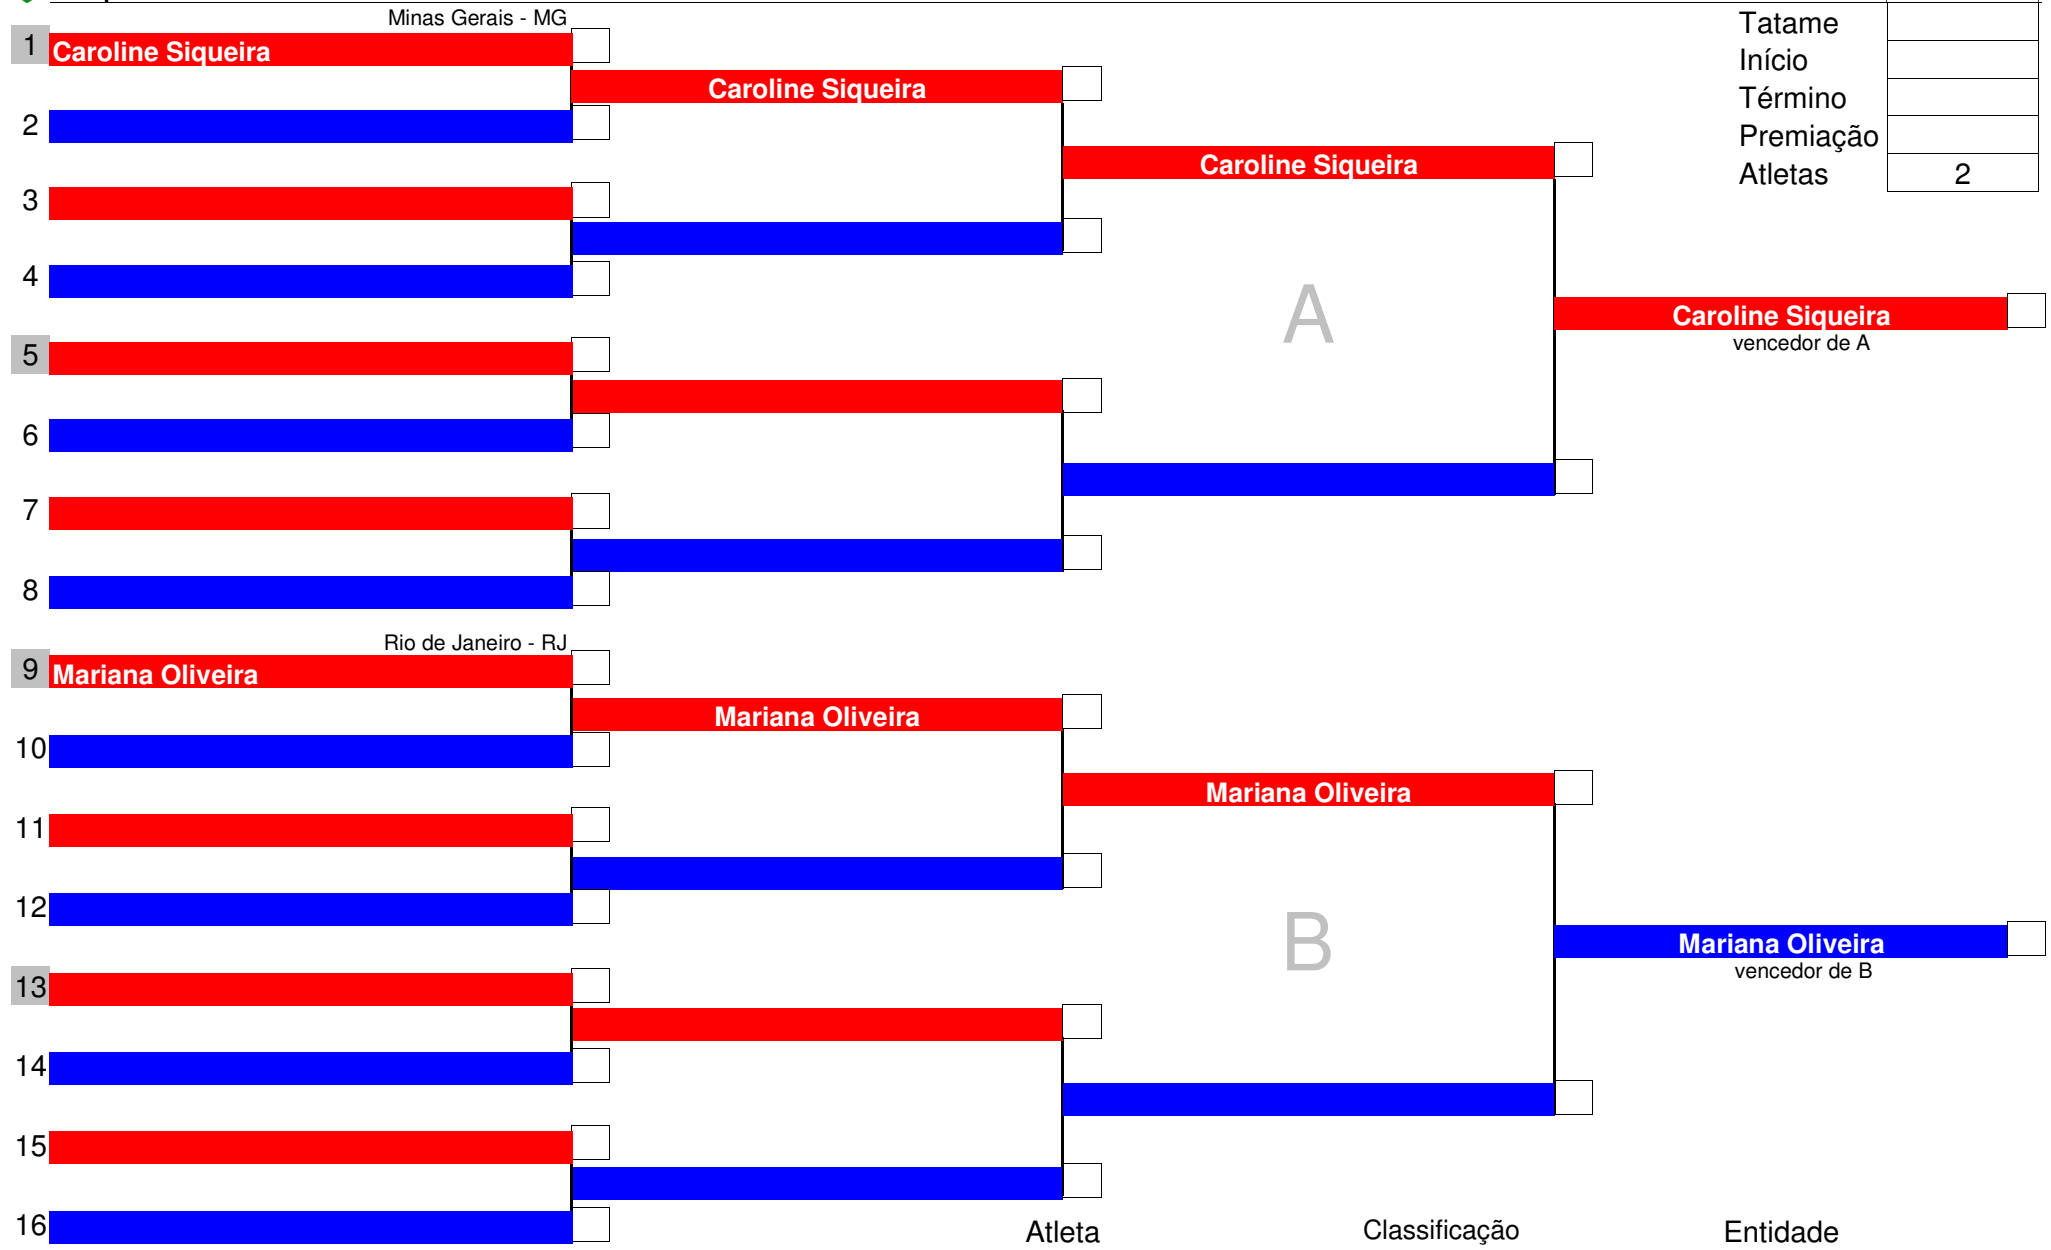 Minas Gerais - MG
Tatame
1 Caroline Siqueira
Caroline Siqueira
Início
2
Término
Premiação
Caroline Siqueira
Atletas 2
3
4
A
Caroline Siqueira
vencedor de A
5
6
7
8
Rio de Janeiro - RJ
9 Mariana Oliveira
Mariana Oliveira
10
Mariana Oliveira
11
12
B
Mariana Oliveira
vencedor de B
13
14
15
16
Atleta Classificação Entidade